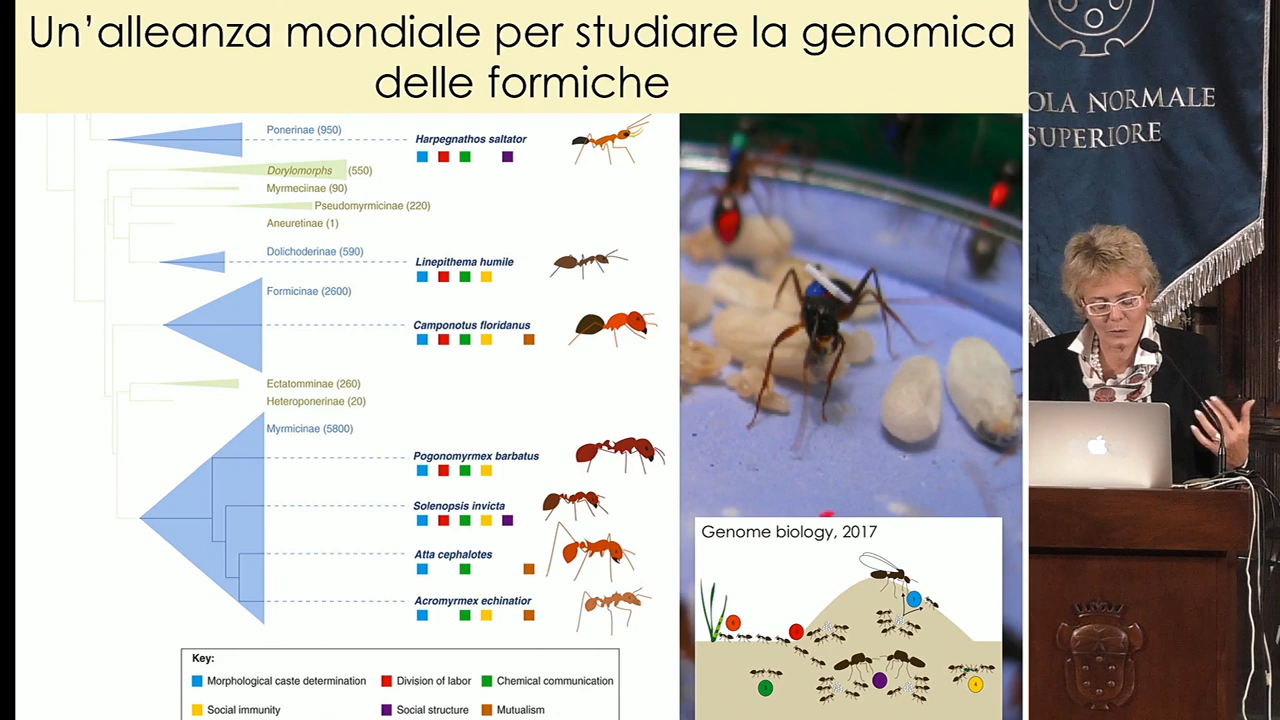 Un'alleanza mondiale per studiare la genomica
delle formiche
Ponerinae (950)
Harpegnathos saltator
Dorylomorphs (550)
Myrmeciinae (90)
Pseudomyrmicinae (220)
Aneuretinae (1)
Dolichoderinae (590)
Linepithema humile
Formicinae (2600)
Camponotus floridanus
Ectatomminae (260)
Heteroponerinae (20)
Myrmicinae (5800)
Pogonomyrmex barbatus
Solenopsis invicta
Atta cephalotes
Acromyrmex echinatior
Key:
Morphological caste determination
Division of labor
Chemical communication
Social immunity
Social structure
Mutualism
Genome biology, 2017
OLA NORMALE
SUPERIORE